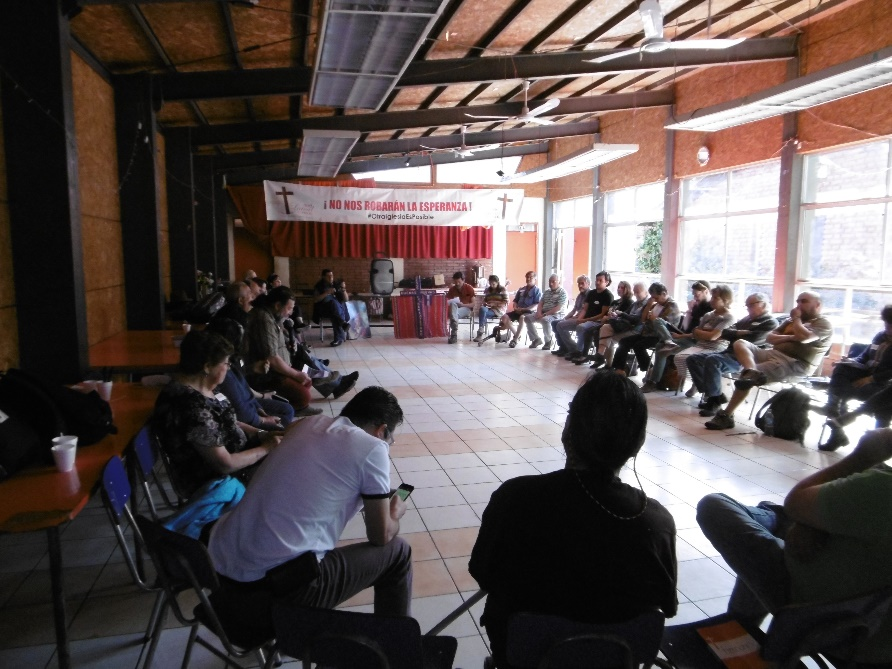 ¡NO NOS ROBARÁN LA ESPERANZA!
#OtraIglesiaEsPosible